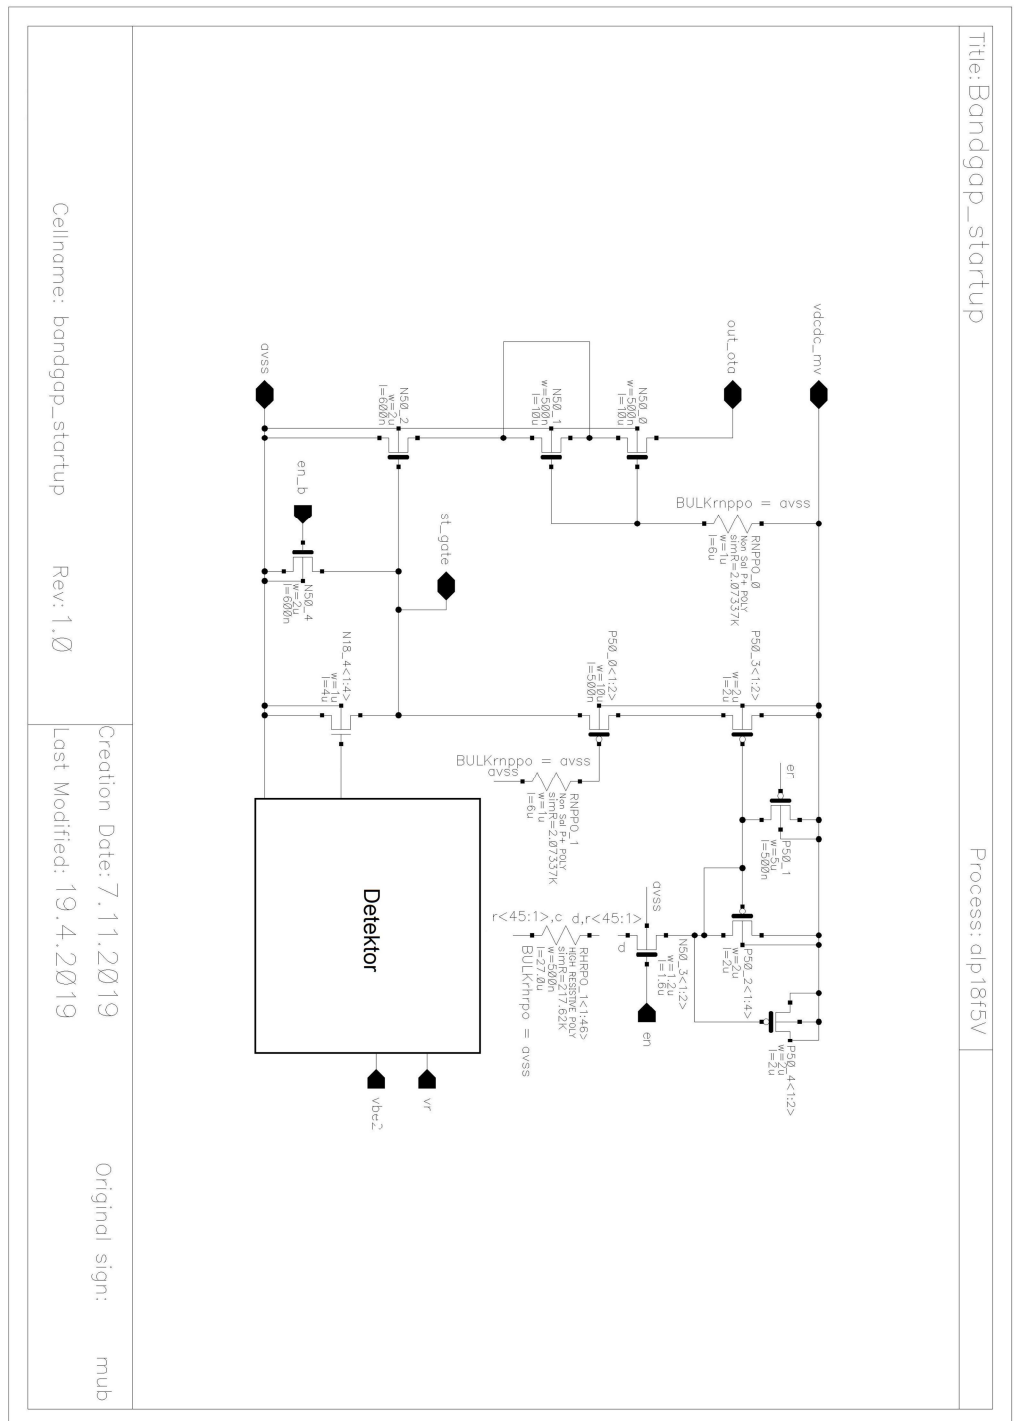 Title: Bandgap_startup
Process: alp18f5V
vdcdc_mv
out_ota
N50_0
w=500n
l=10u
N50_1
w=500n
l=10u
N50_2
w=2u
l=600n
avss
BULKrnppo = avss
RNPPO_0
Non Sal P+ POLY
simR=2.07337K
w=1u
l=6u
en_b
N50_4
w=2u
l=600n
st_gate
P50_3<1:2>
w=2u
l=2u
P50_0<1:2>
w=10u
l=500n
N18_4<1:4>
w=1u
l=4u
BULKrnppo = avss
avss
RNPPO_1
Non Sal P+ POLY
simR=2.07337K
w=1u
l=6u
er
P50_1
w=5u
l=500n
P50_2<1:4>
w=2u
l=2u
P50_4<1:2>
w=2u
l=2u
avss
N50_3<1:2>
w=1.2u
l=1.6u
en
d
d,r<45:1>
r<45:1>,c
RHRPO_1<1:46>
HIGH RESISTIVE POLY
simR=217.62K
w=500n
l=27.0u
BULKrhrpo = avss
Detektor
vr
vbe2
Cellname: bandgap_startup
Rev: 1.0
Creation Date: 7.11.2019
Last Modified: 19.4.2019
Original sign: mub